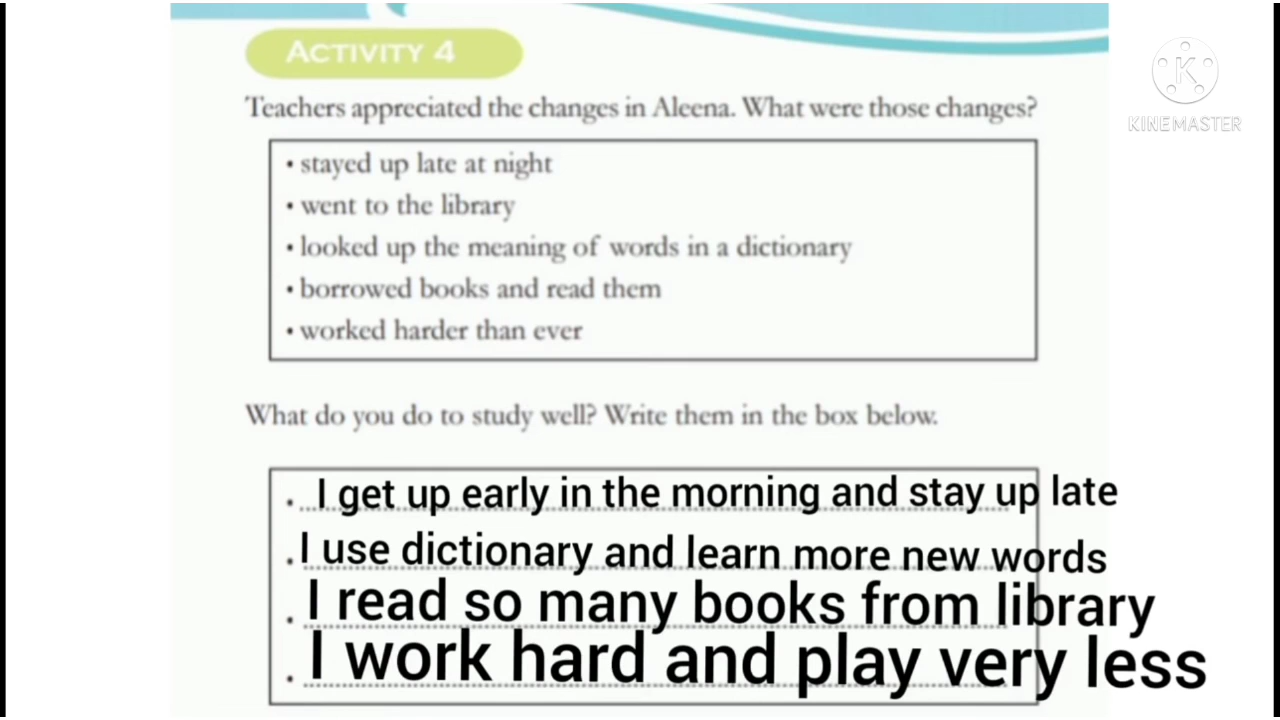 ACTIVITY 4
Teachers appreciated the changes in Aleena. What were those changes?
• stayed up late at night
• went to the library
• looked up the meaning of words in a dictionary
• borrowed books and read them
• worked harder than ever
What do you do to study well? Write them in the box below.
. I get up early in the morning and stay up late
. I use dictionary and learn more new words
. I read so many books from library
. I work hard and play very less
KINEMASTER